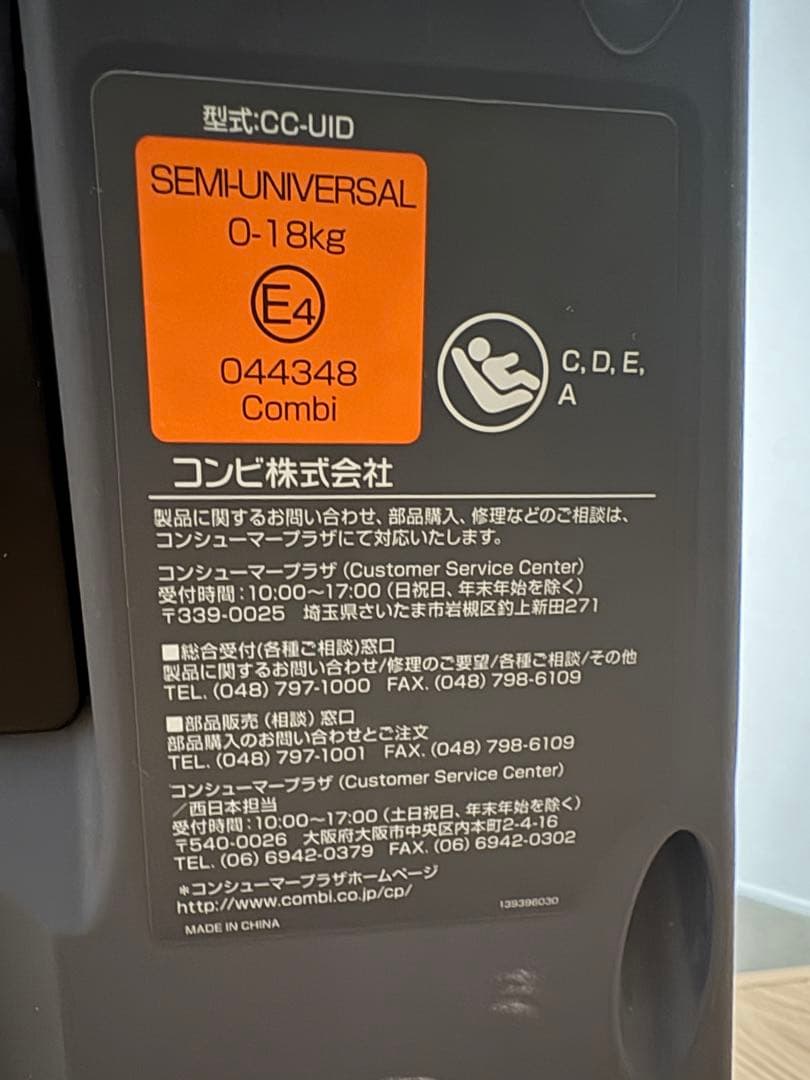 型式:CC-UID
SEMI-UNIVERSAL
0-18kg
E4
044348
Combi
C, D, E,
A
コンビ株式会社
製品に関するお問い合わせ、部品購入、修理などのご相談は、
コンシューマープラザにて対応いたします。
コンシューマープラザ (Customer Service Center)
受付時間:10:00~17:00 (日祝日、年末年始を除く)
〒339-0025 埼玉県さいたま市岩槻区釣上新田271
■総合受付(各種ご相談)窓口
製品に関するお問い合わせ/修理のご要望/各種ご相談/その他
TEL. (048) 797-1000 FAX. (048) 798-6109
■部品販売 (相談) 窓口
部品購入のお問い合わせとご注文
TEL. (048) 797-1001 FAX. (048) 798-6109
コンシューマープラザ (Customer Service Center)
/西日本担当
受付時間:10:00~17:00 (土日祝日、年末年始を除く)
〒540-0026 大阪府大阪市中央区内本町2-4-16
TEL. (06) 6942-0379 FAX. (06) 6942-0302
*コンシューマープラザホームページ
http://www.combi.co.jp/cp/
139396030
MADE IN CHINA